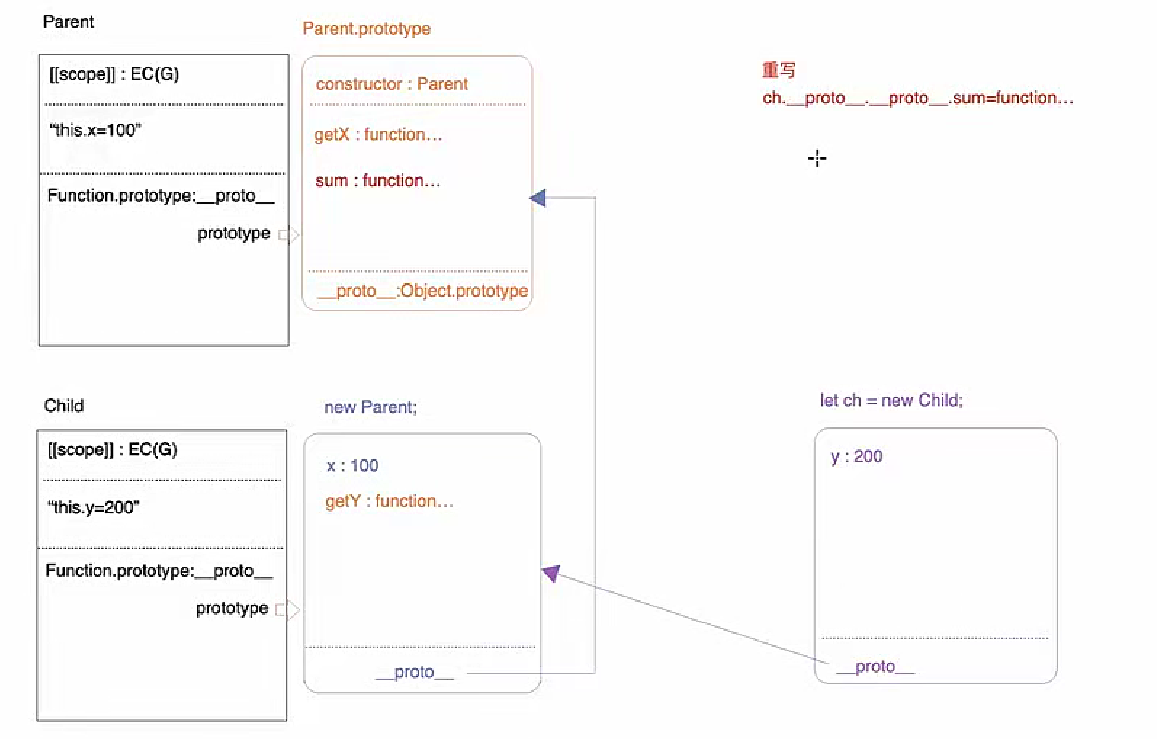 Parent
[[scope]] : EC(G)
“this.x=100”
Function.prototype:__proto__
prototype
Parent.prototype
constructor : Parent
getX : function…
sum : function…
__proto__:Object.prototype
重写
ch.__proto__.__proto__.sum=function…
Child
[[scope]] : EC(G)
“this.y=200”
Function.prototype:__proto__
prototype
new Parent;
x : 100
getY : function…
__proto__
let ch = new Child;
y : 200
__proto__